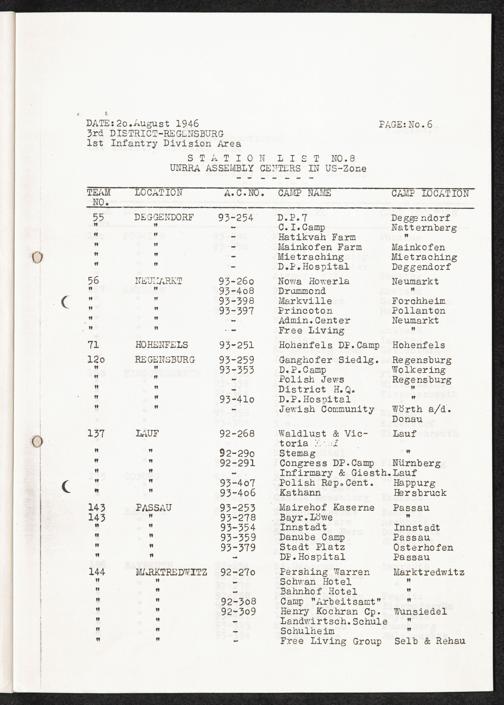 DATE:2o.August 1946 PAGE:No.6
3rd DISTRICT-REGENSBURG
1st Infantry Division Area
S T A T I O N L I S T NO.8
UNRRA ASSEMBLY CENTERS IN US-Zone
- - - - - - -
TEAM LOCATION A.C.NO. CAMP NAME CAMP LOCATION
NO.
55 DEGGENDORF 93-254 D.P.7 Deggendorf
" " - C.I.Camp Natternberg
" " - Hatikvah Farm "
" " - Mainkofen Farm Mainkofen
" " - Mietraching Mietraching
" " - D.P.Hospital Deggendorf
56 NEUMARKT 93-26o Nowa Howerla Neumarkt
" " 93-4o8 Drummond "
" " 93-398 Markville Forchheim
" " 93-397 Princoton Pollanton
" " - Admin.Center Neumarkt
" " - Free Living "
71 HOHENFELS 93-251 Hohenfels DP.Camp Hohenfels
12o REGENSBURG 93-259 Ganghofer Siedlg. Regensburg
" " 93-353 D.P.Camp Wolkering
" " - Polish Jews Regensburg
" " - District H.Q. "
" " 93-41o D.P.Hospital "
" " - Jewish Community Wörth a/d.
Donau
137 LAUF 92-268 Waldlust & Vic- Lauf
toria
" " 92-29o Stemag "
" " 92-291 Congress DP.Camp Nürnberg
" " - Infirmary & Giesth.Lauf
" " 93-4o7 Polish Rep.Cent. Happurg
" " 93-4o6 Kathann Hersbruck
143 PASSAU 93-253 Mairehof Kaserne Passau
143 " 93-278 Bayr.Löwe "
" " 93-354 Innstadt Innstadt
" " 93-359 Danube Camp Passau
" " 93-379 Stadt Platz Osterhofen
" " - DP.Hospital Passau
144 MARKTREDWITZ 92-27o Pershing Warren Marktredwitz
" " - Schwan Hotel "
" " - Bahnhof Hotel "
" " 92-3o8 Camp "Arbeitsamt" "
" " 92-3o9 Henry Kochran Cp. Wunsiedel
" " - Landwirtsch.Schule "
" " - Schulheim "
" " - Free Living Group Selb & Rehau